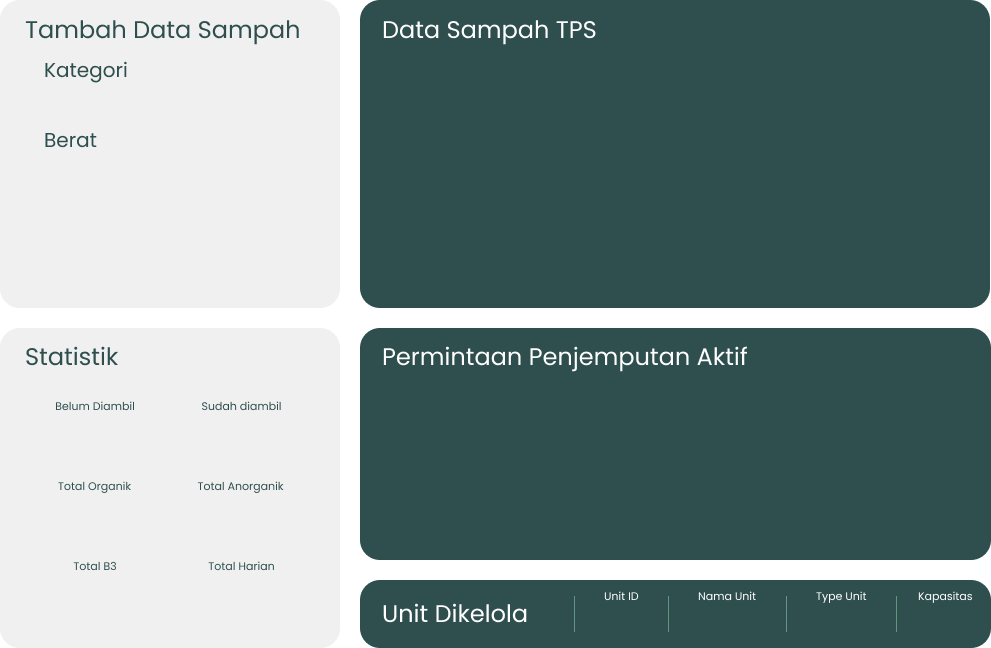 Tambah Data Sampah
Kategori
Berat
Data Sampah TPS
Statistik
Belum Diambil
Sudah diambil
Total Organik
Total Anorganik
Total B3
Total Harian
Permintaan Penjemputan Aktif
Unit Dikelola
Unit ID
Nama Unit
Type Unit
Kapasitas